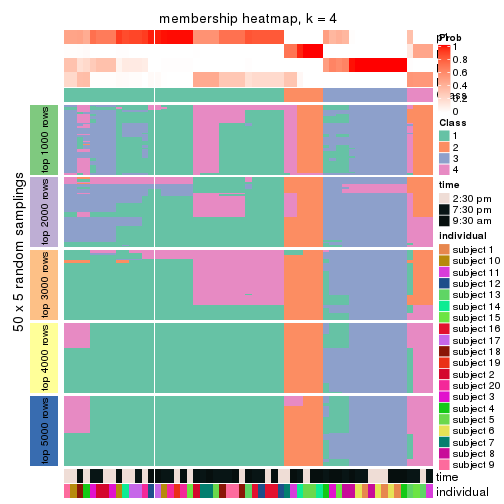 membership heatmap, k = 4
50 x 5 random samplings
top 1000 rows
top 2000 rows
top 3000 rows
top 4000 rows
top 5000 rows
Prob
1
0.8
0.6
0.4
0.2
0
Class
1
2
3
4
time
2:30 pm
7:30 pm
9:30 am
individual
subject 1
subject 10
subject 11
subject 12
subject 13
subject 14
subject 15
subject 16
subject 17
subject 18
subject 19
subject 2
subject 20
subject 3
subject 4
subject 5
subject 6
subject 7
subject 8
subject 9
time
individual